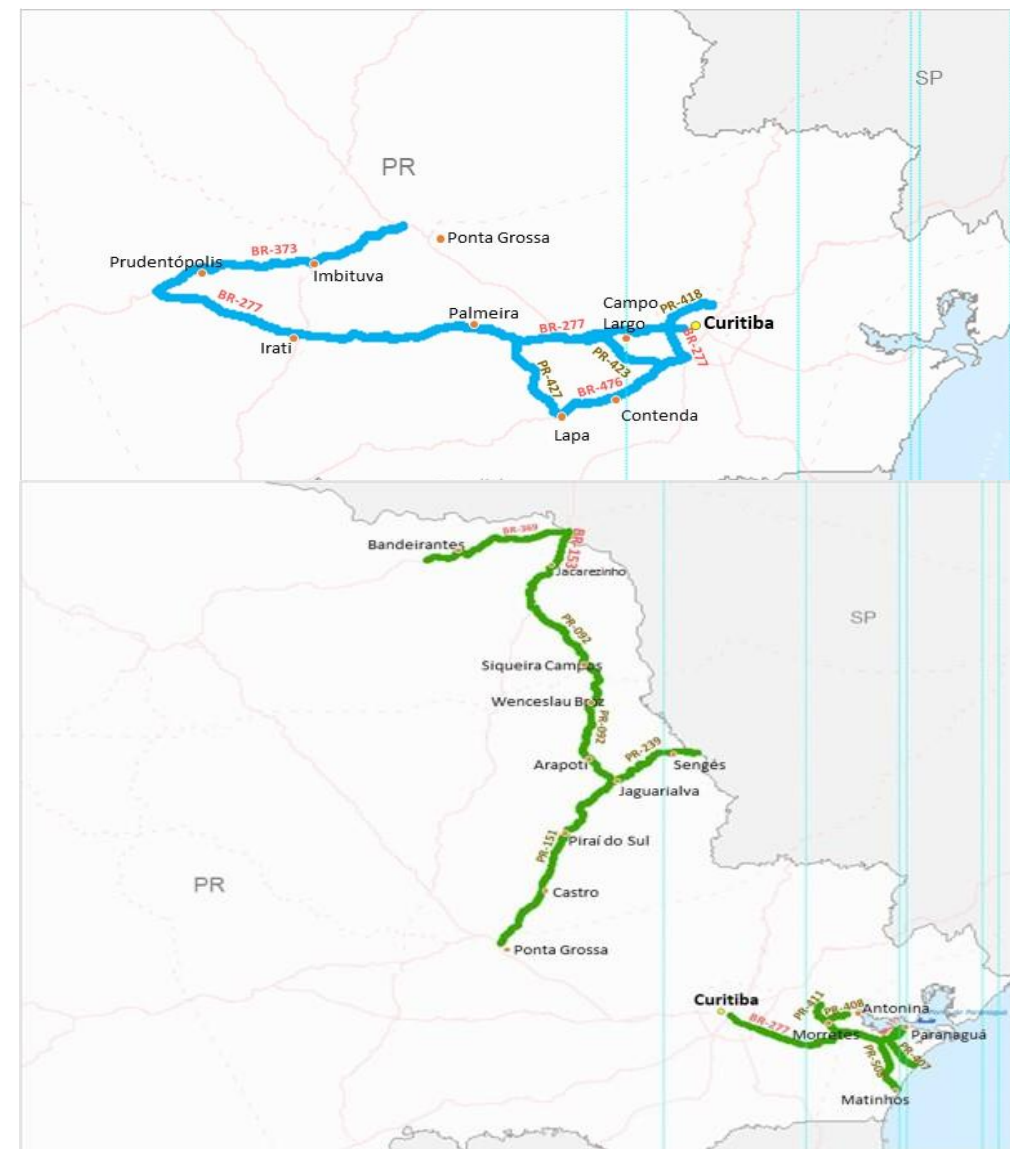 SP
PR
BR-373
Ponta Grossa
Prudentópolis
Imbituva
BR-277
Palmeira
Irati
Campo
Largo
PR-418
Curitiba
BR-277
BR-277
PR-423
PR-427
BR-476
Contenda
Lapa
BR-369
BR-153
Bandeirantes
Jacarezinho
PR-092
SP
Siqueira Campos
Wenceslau Braz
PR-092
PR-239
Arapoti
Sengés
Jaguarialva
PR-151
Piraí do Sul
PR
Castro
Ponta Grossa
Curitiba
BR-277
PR-411
PR-408
Antonina
Morretes
Paranaguá
PR-407
PR-508
Matinhos